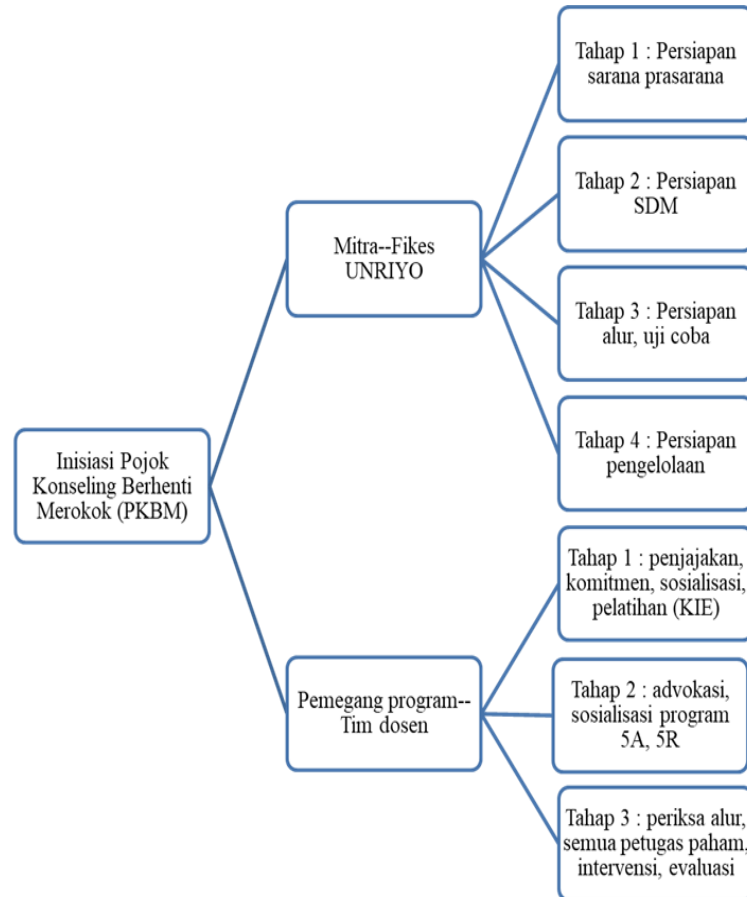 Inisiasi Pojok
Konseling Berhenti
Merokok (PKBM)
Mitra--Fikes
UNRIYO
Tahap 1 : Persiapan
sarana prasarana
Tahap 2 : Persiapan
SDM
Tahap 3 : Persiapan
alur, uji coba
Tahap 4 : Persiapan
pengelolaan
Pemegang program--
Tim dosen
Tahap 1 : penjajakan,
komitmen, sosialisasi,
pelatihan (KIE)
Tahap 2 : advokasi,
sosialisasi program
5A, 5R
Tahap 3 : periksa alur,
semua petugas paham,
intervensi, evaluasi